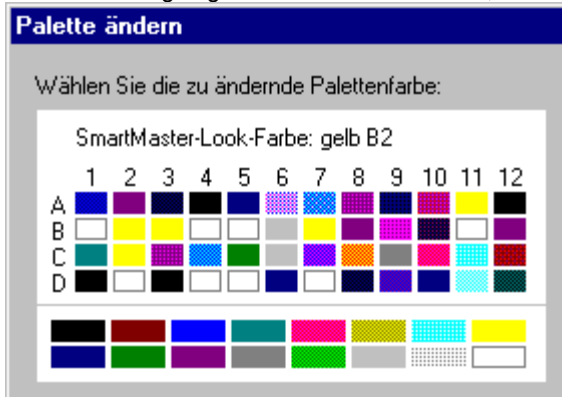 Palette ändern
Wählen Sie die zu ändernde Palettenfarbe:
SmartMaster-Look-Farbe: gelb B2
1 2 3 4 5 6 7 8 9 10 11 12
A
B
C
D